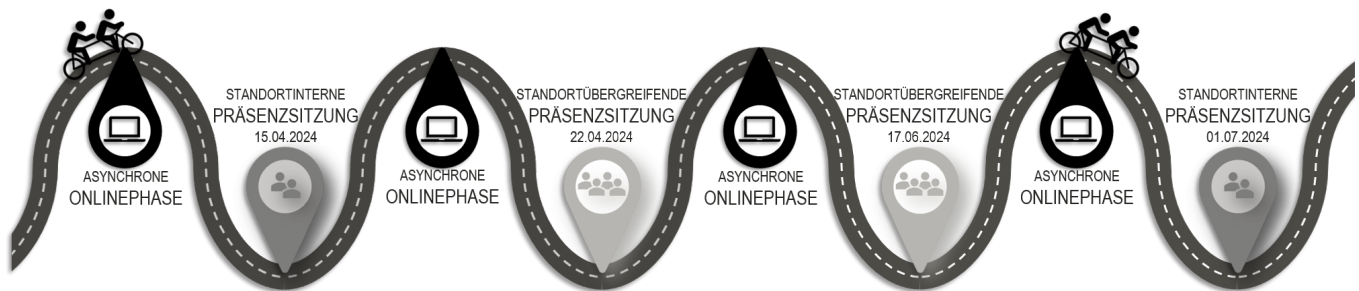 ASYNCHRONE
ONLINEPHASE
STANDORTINTERNE
PRÄSENZSITZUNG
15.04.2024
ASYNCHRONE
ONLINEPHASE
STANDORTÜBERGREIFENDE
PRÄSENZSITZUNG
22.04.2024
ASYNCHRONE
ONLINEPHASE
STANDORTÜBERGREIFENDE
PRÄSENZSITZUNG
17.06.2024
ASYNCHRONE
ONLINEPHASE
STANDORTINTERNE
PRÄSENZSITZUNG
01.07.2024